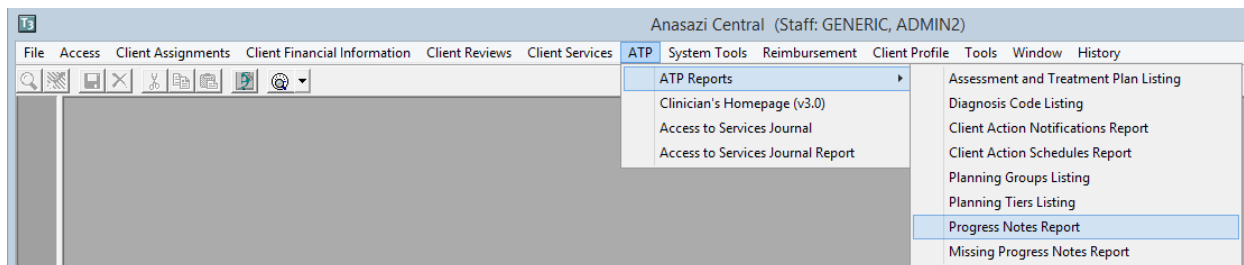 T3 Anasazi Central (Staff: GENERIC, ADMIN2)
File Access Client Assignments Client Financial Information Client Reviews Client Services ATP System Tools Reimbursement Client Profile Tools Window History
ATP Reports
Clinician's Homepage (v3.0)
Access to Services Journal
Access to Services Journal Report
Assessment and Treatment Plan Listing
Diagnosis Code Listing
Client Action Notifications Report
Client Action Schedules Report
Planning Groups Listing
Planning Tiers Listing
Progress Notes Report
Missing Progress Notes Report